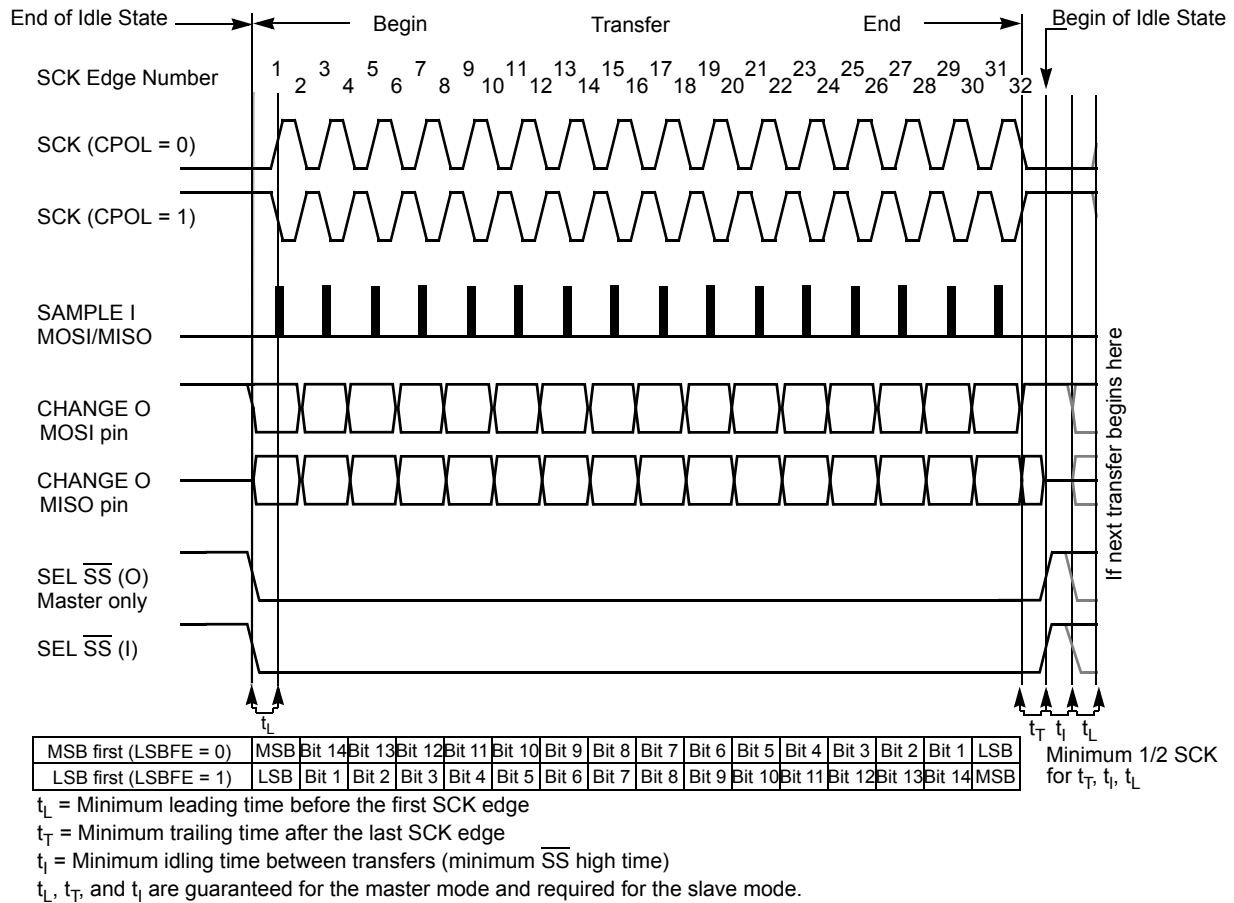 End of Idle State
Begin
Transfer
End
Begin of Idle State
SCK Edge Number
1 3 5 7 9 11 13 15 17 19 21 23 25 27 29 31
2 4 6 8 10 12 14 16 18 20 22 24 26 28 30 32
SCK (CPOL = 0)
SCK (CPOL = 1)
SAMPLE I
MOSI/MISO
CHANGE O
MOSI pin
CHANGE O
MISO pin
SEL SS (O)
Master only
SEL SS (I)
If next transfer begins here
tL
tT tI tL
MSB first (LSBFE = 0) MSB Bit 14 Bit 13 Bit 12 Bit 11 Bit 10 Bit 9 Bit 8 Bit 7 Bit 6 Bit 5 Bit 4 Bit 3 Bit 2 Bit 1 LSB
LSB first (LSBFE = 1) LSB Bit 1 Bit 2 Bit 3 Bit 4 Bit 5 Bit 6 Bit 7 Bit 8 Bit 9 Bit 10 Bit 11 Bit 12 Bit 13 Bit 14 MSB
Minimum 1/2 SCK
for tT, tI, tL
tL = Minimum leading time before the first SCK edge
tT = Minimum trailing time after the last SCK edge
tI = Minimum idling time between transfers (minimum SS high time)
tL, tT, and tI are guaranteed for the master mode and required for the slave mode.